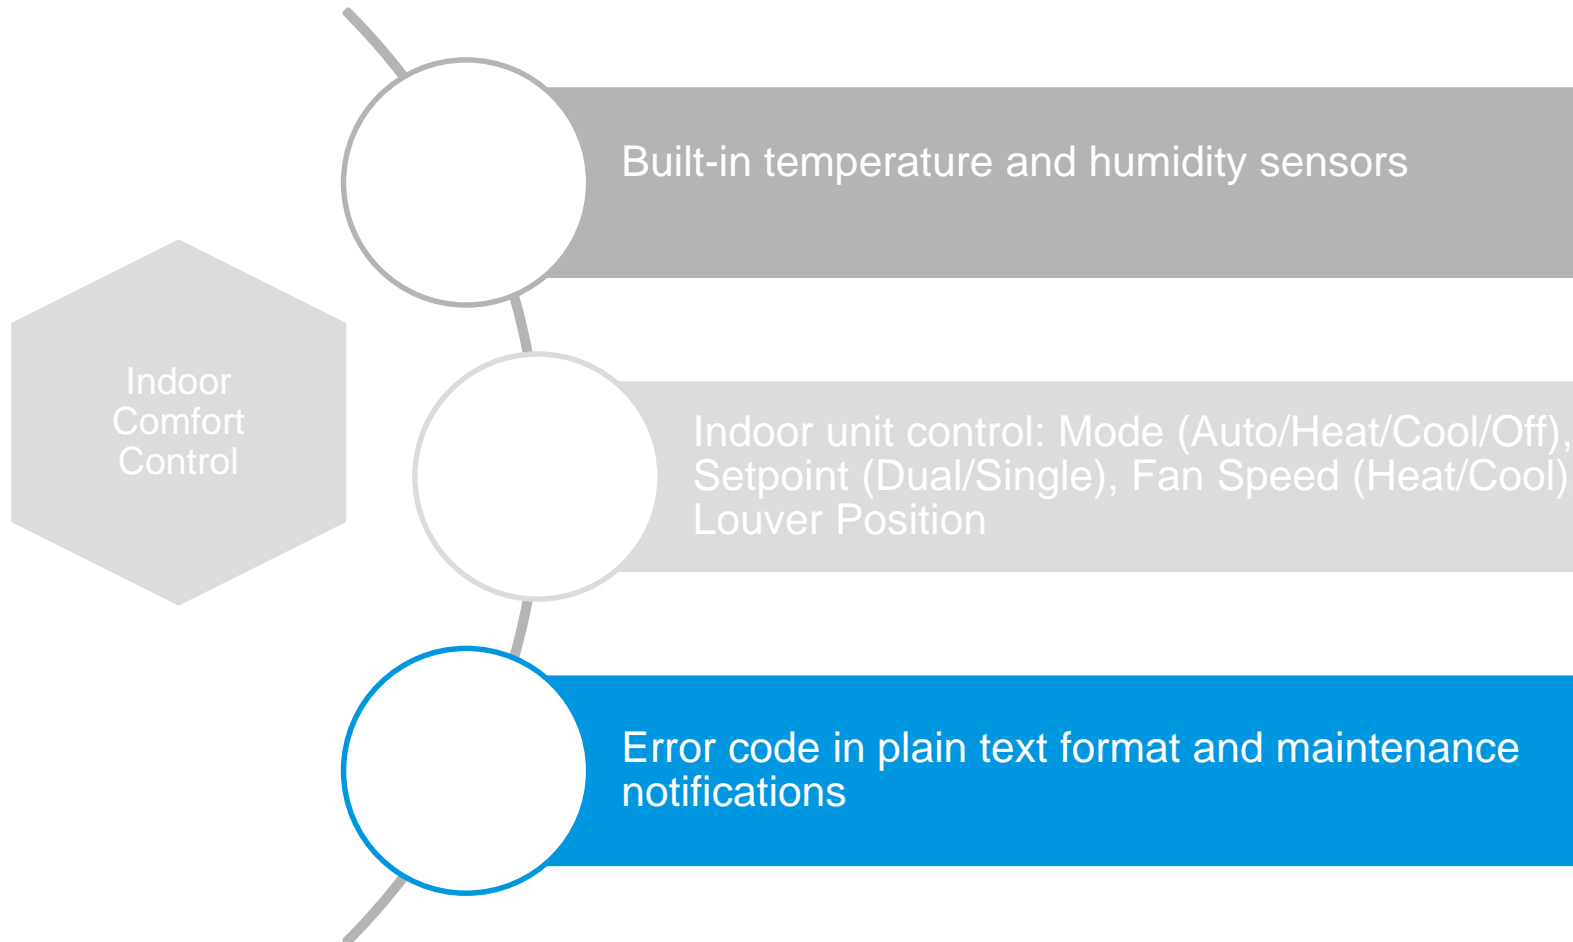 Built-in temperature and humidity sensors
Indoor
Comfort
Control
Indoor unit control: Mode (Auto/Heat/Cool/Off),
Setpoint (Dual/Single), Fan Speed (Heat/Cool)
Louver Position
Error code in plain text format and maintenance
notifications